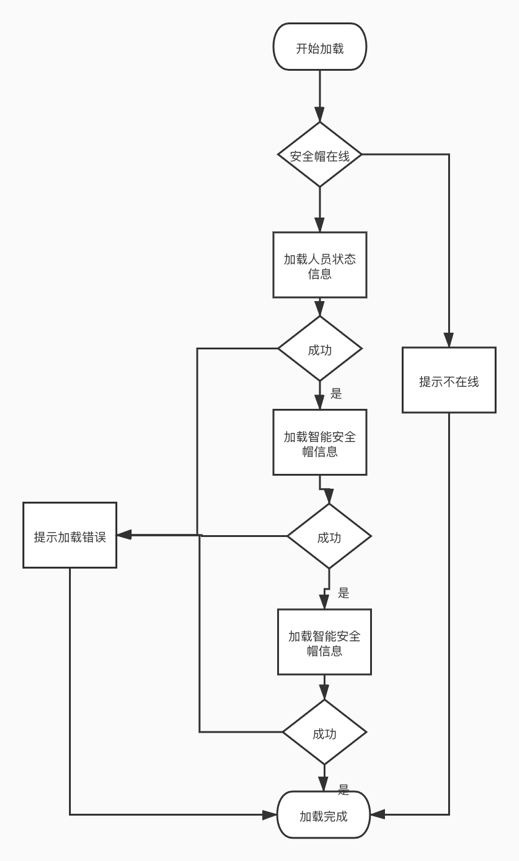 开始加载
安全帽在线
加载人员状态
信息
成功
提示不在线
是
加载智能安全
帽信息
提示加载错误
成功
是
加载智能安全
帽信息
成功
是
加载完成